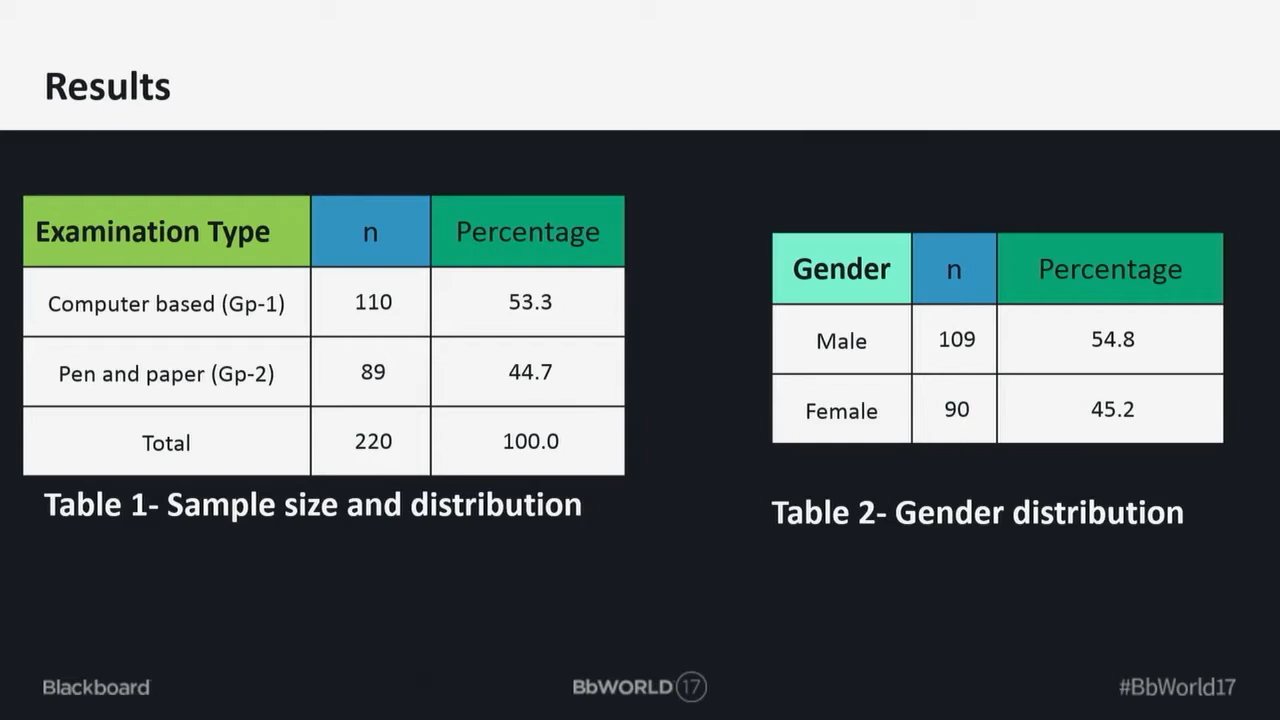 Results
Examination Type n Percentage
Computer based (Gp-1) 110 53.3
Pen and paper (Gp-2) 89 44.7
Total 220 100.0
Table 1- Sample size and distribution
Gender n Percentage
Male 109 54.8
Female 90 45.2
Table 2- Gender distribution
Blackboard
BbWORLD 17
#BbWorld17